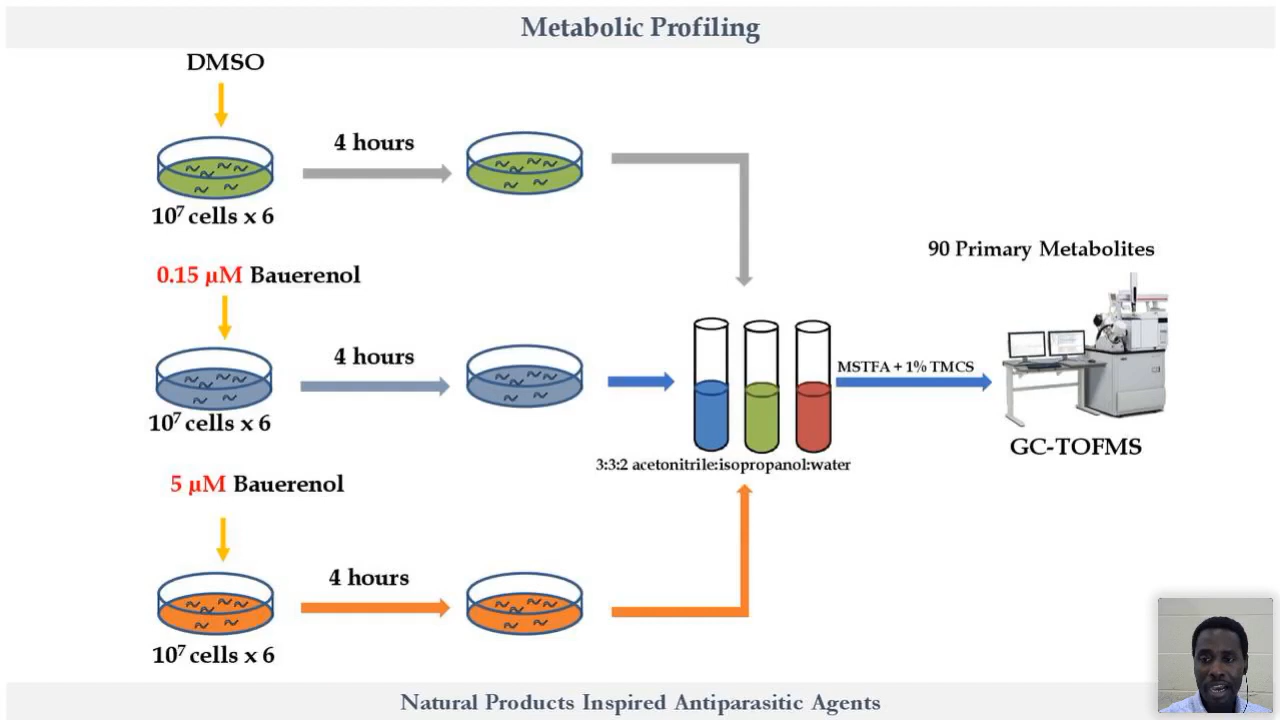 Metabolic Profiling
DMSO
4 hours
10⁷ cells x 6
0.15 µM Bauerenol
4 hours
10⁷ cells x 6
5 µM Bauerenol
4 hours
10⁷ cells x 6
3:3:2 acetonitrile:isopropanol:water
MSTFA + 1% TMCS
90 Primary Metabolites
GC-TOFMS
Natural Products Inspired Antiparasitic Agents